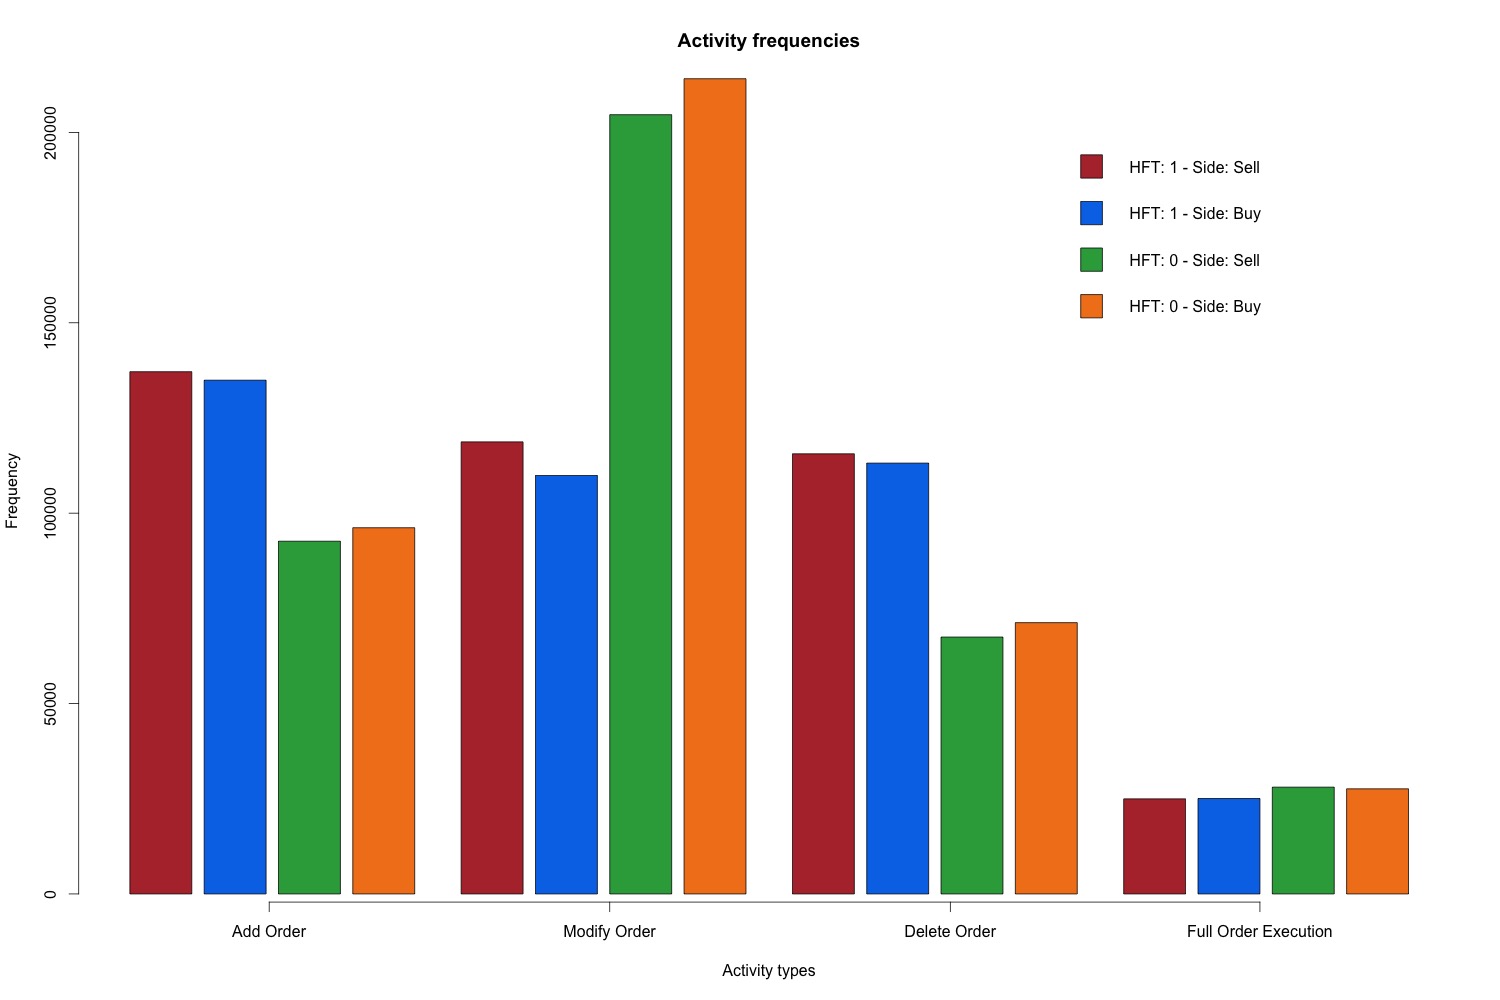 Activity frequencies
200000
150000
100000
50000
0
Frequency
HFT: 1 - Side: Sell
HFT: 1 - Side: Buy
HFT: 0 - Side: Sell
HFT: 0 - Side: Buy
Add Order
Modify Order
Delete Order
Full Order Execution
Activity types